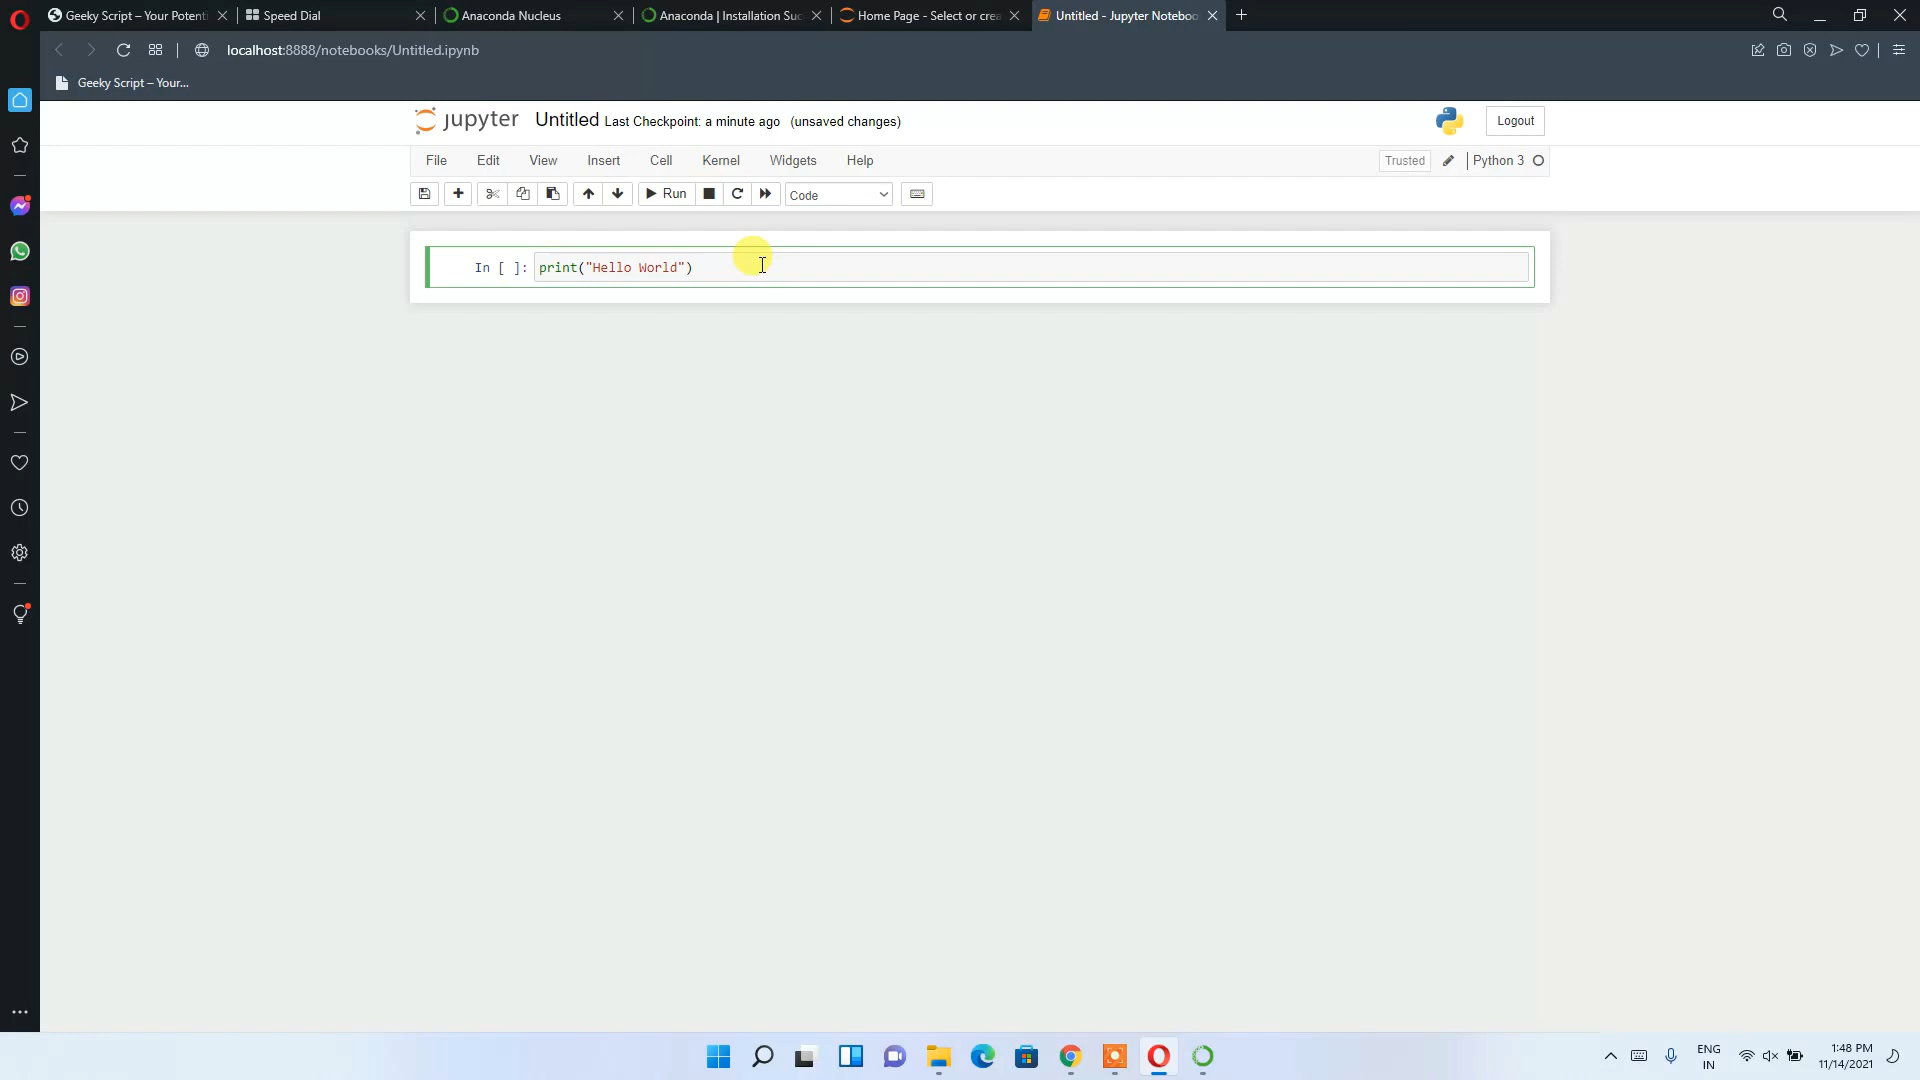 Geeky Script – Your Potenti
Speed Dial
Anaconda Nucleus
Anaconda | Installation Suc
Home Page - Select or crea
Untitled - Jupyter Noteboo
localhost:8888/notebooks/Untitled.ipynb
Geeky Script – Your...
jupyter Untitled Last Checkpoint: a minute ago (unsaved changes)
Logout
File Edit View Insert Cell Kernel Widgets Help
Trusted Python 3
Run Code
In [ ]: print("Hello World")
ENG
IN
1:48 PM
11/14/2021